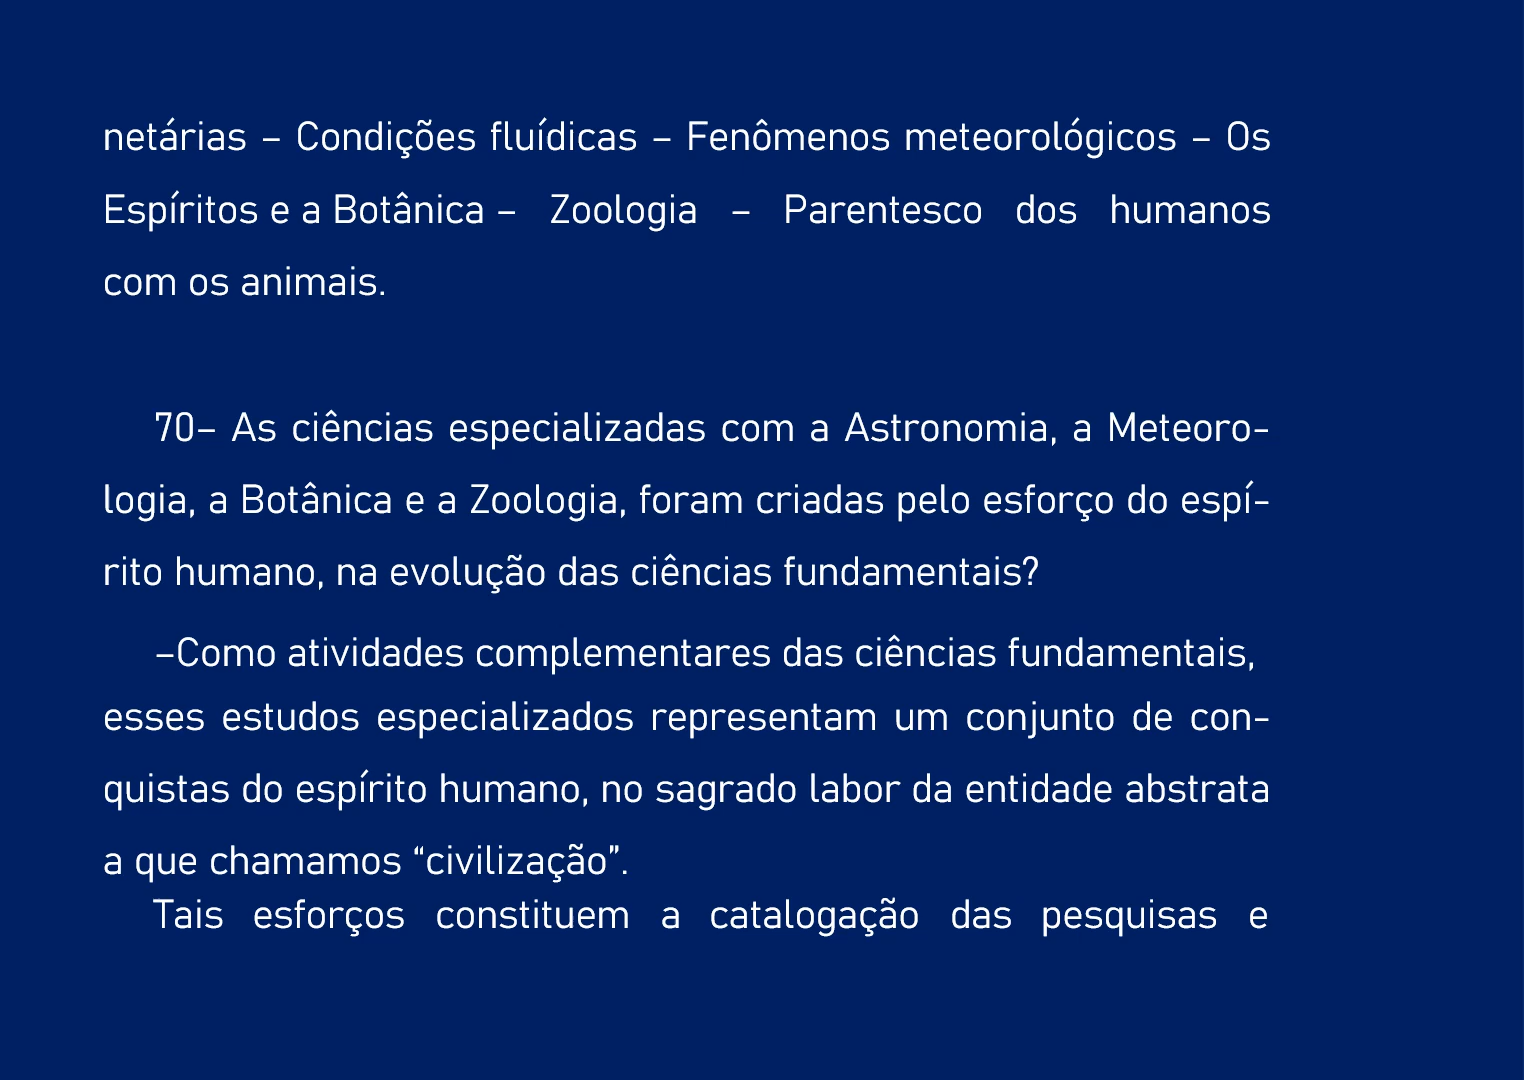 netárias – Condições fluídicas – Fenômenos meteorológicos – Os
Espíritos e a Botânica – Zoologia – Parentesco dos humanos
com os animais.
70– As ciências especializadas com a Astronomia, a Meteoro-
logia, a Botânica e a Zoologia, foram criadas pelo esforço do espí-
rito humano, na evolução das ciências fundamentais?
–Como atividades complementares das ciências fundamentais,
esses estudos especializados representam um conjunto de con-
quistas do espírito humano, no sagrado labor da entidade abstrata
a que chamamos “civilização”.
Tais esforços constituem a catalogação das pesquisas e